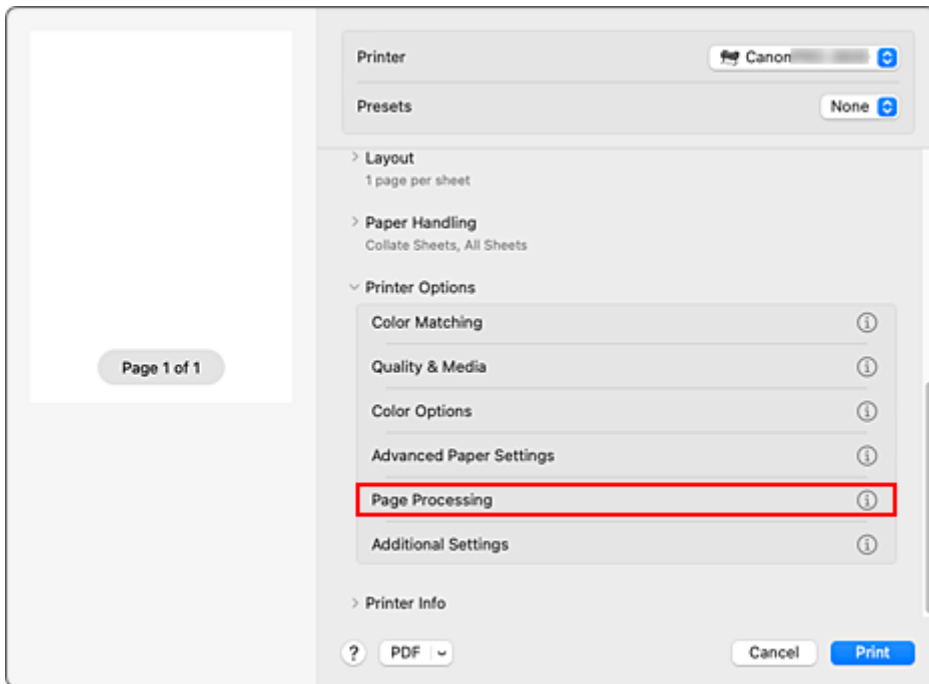 Printer
Canon
Presets
None
Layout
1 page per sheet
Paper Handling
Collate Sheets, All Sheets
Printer Options
Color Matching
Quality & Media
Page 1 of 1
Color Options
Advanced Paper Settings
Page Processing
Additional Settings
Printer Info
?
PDF
Cancel
Print